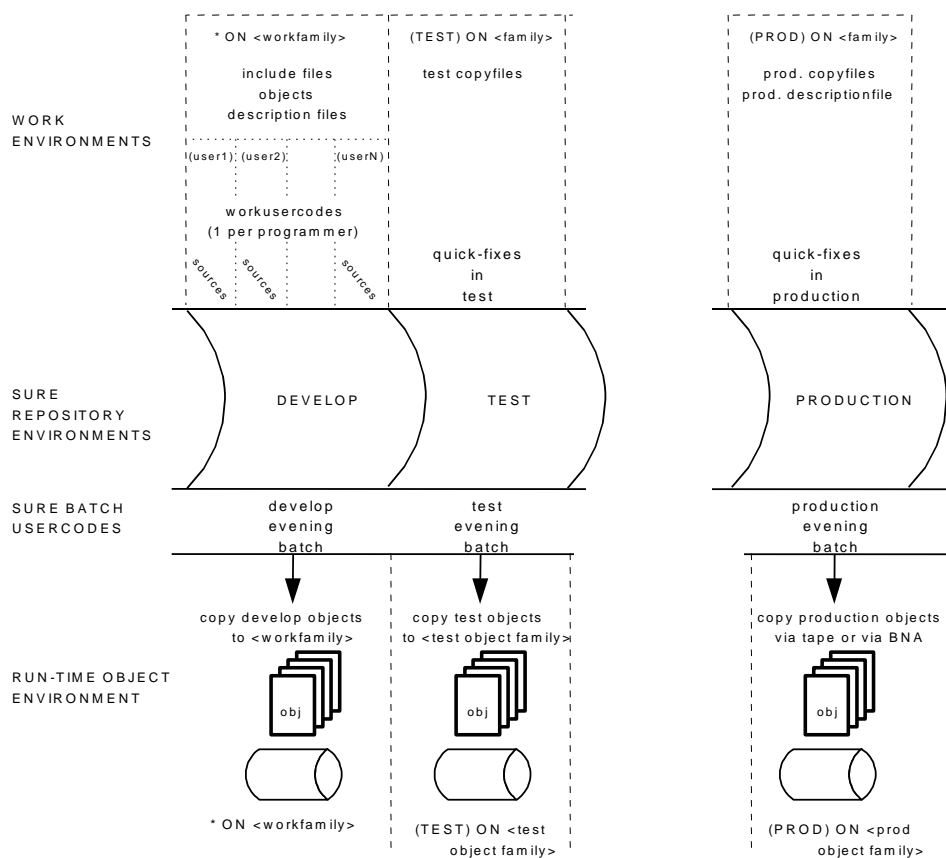 * ON <workfamily>
(TEST) ON <family>
(PROD) ON <family>
include files
objects
description files
test copyfiles
prod. copyfiles
prod. descriptionfile
WORK
ENVIRONMENTS
(user1)
(user2)
(userN)
workusercodes
(1 per programmer)
sources
sources
sources
quick-fixes
in
test
quick-fixes
in
production
SURE
REPOSITORY
ENVIRONMENTS
DEVELOP
TEST
PRODUCTION
SURE BATCH
USERCODES
develop
evening
batch
test
evening
batch
production
evening
batch
copy develop objects
to <workfamily>
copy test objects
to <test object family>
copy production objects
via tape or via BNA
RUN-TIME OBJECT
ENVIRONMENT
obj
obj
obj
* ON <workfamily>
(TEST) ON <test
object family>
(PROD) ON <prod
object family>